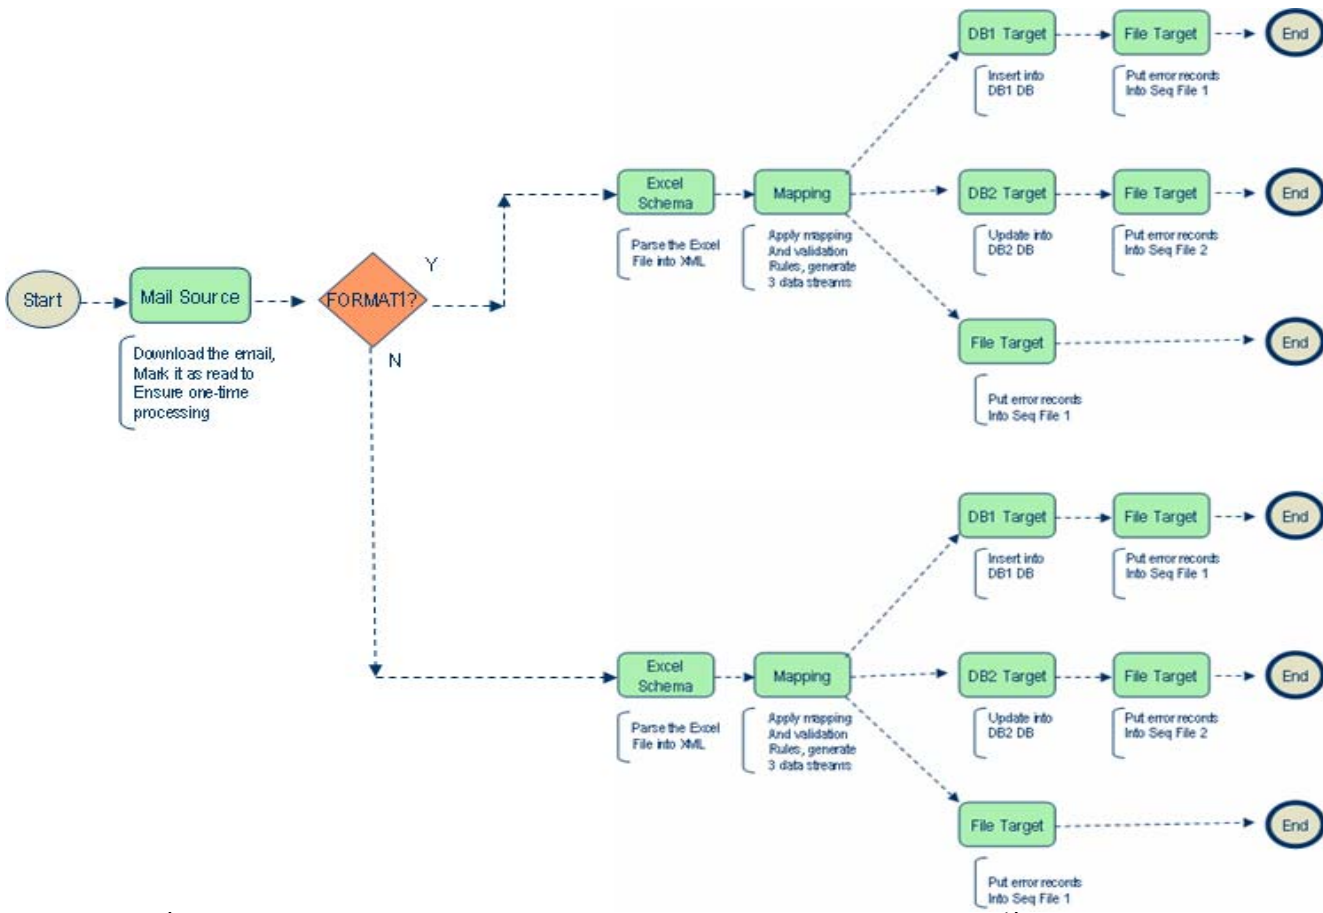 DB1 Target
File Target
End
Insert into
DB1 DB
Put error records
Into Seq File 1
Excel
Schema
Mapping
DB2 Target
File Target
End
Parse the Excel
File into XML
Apply mapping
And validation
Rules, generate
3 data streams
Update into
DB2 DB
Put error records
Into Seq File 2
Start
Mail Source
FORMAT1?
Y
N
Download the email,
Mark it as read to
Ensure one-time
processing
File Target
End
Put error records
Into Seq File 1
DB1 Target
File Target
End
Insert into
DB1 DB
Put error records
Into Seq File 1
Excel
Schema
Mapping
DB2 Target
File Target
End
Parse the Excel
File into XML
Apply mapping
And validation
Rules, generate
3 data streams
Update into
DB2 DB
Put error records
Into Seq File 2
File Target
End
Put error records
Into Seq File 1